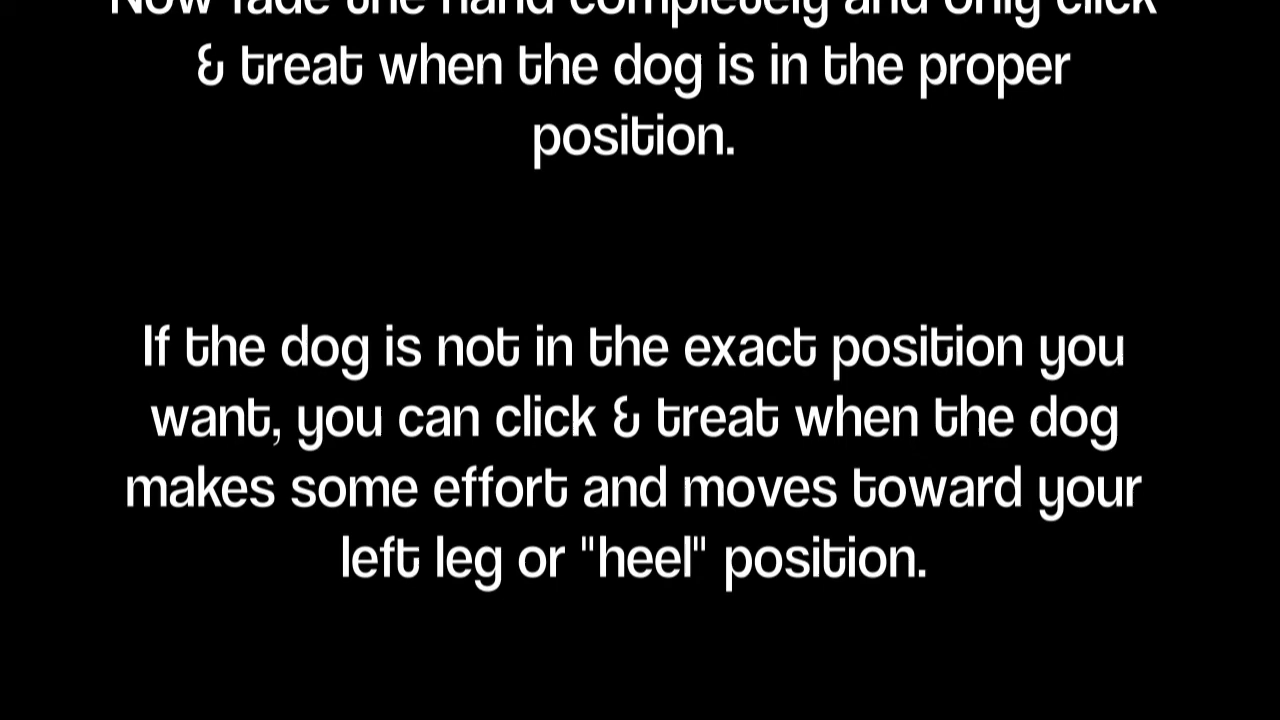 Now fade the hand completely and only click
& treat when the dog is in the proper
position.
If the dog is not in the exact position you
want, you can click & treat when the dog
makes some effort and moves toward your
left leg or "heel" position.